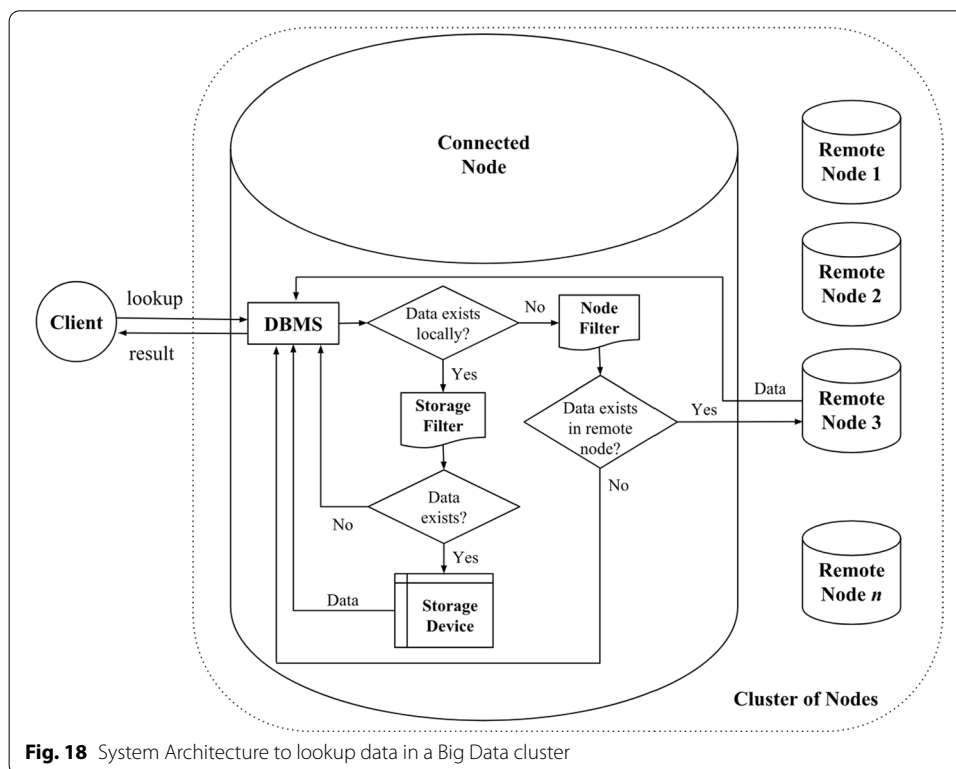 Connected
Node
Remote
Node 1
Remote
Node 2
lookup
Client
result
DBMS
Data exists
locally?
No
Node
Filter
Yes
Storage
Filter
Data exists
in remote
node?
Yes
Data
Remote
Node 3
No
Data
exists?
No
Yes
Data
Storage
Device
Remote
Node n
Cluster of Nodes
Fig. 18 System Architecture to lookup data in a Big Data cluster